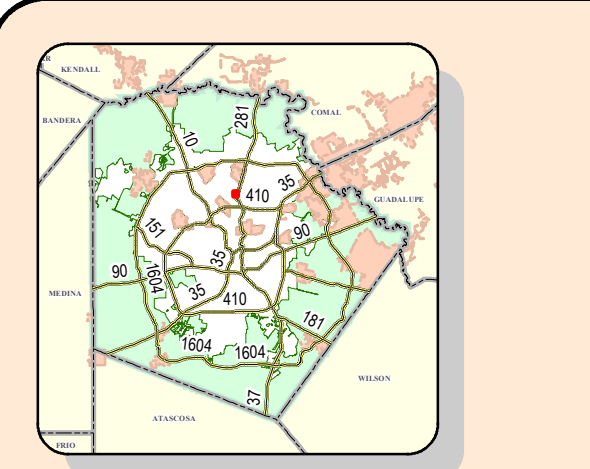 RR
KENDALL
COMAL
BANDERA
281
10
410
35
GUADALUPE
151
90
35
90
1604
MEDINA
35
410
181
1604
1604
WILSON
37
ATASCOSA
FRIO